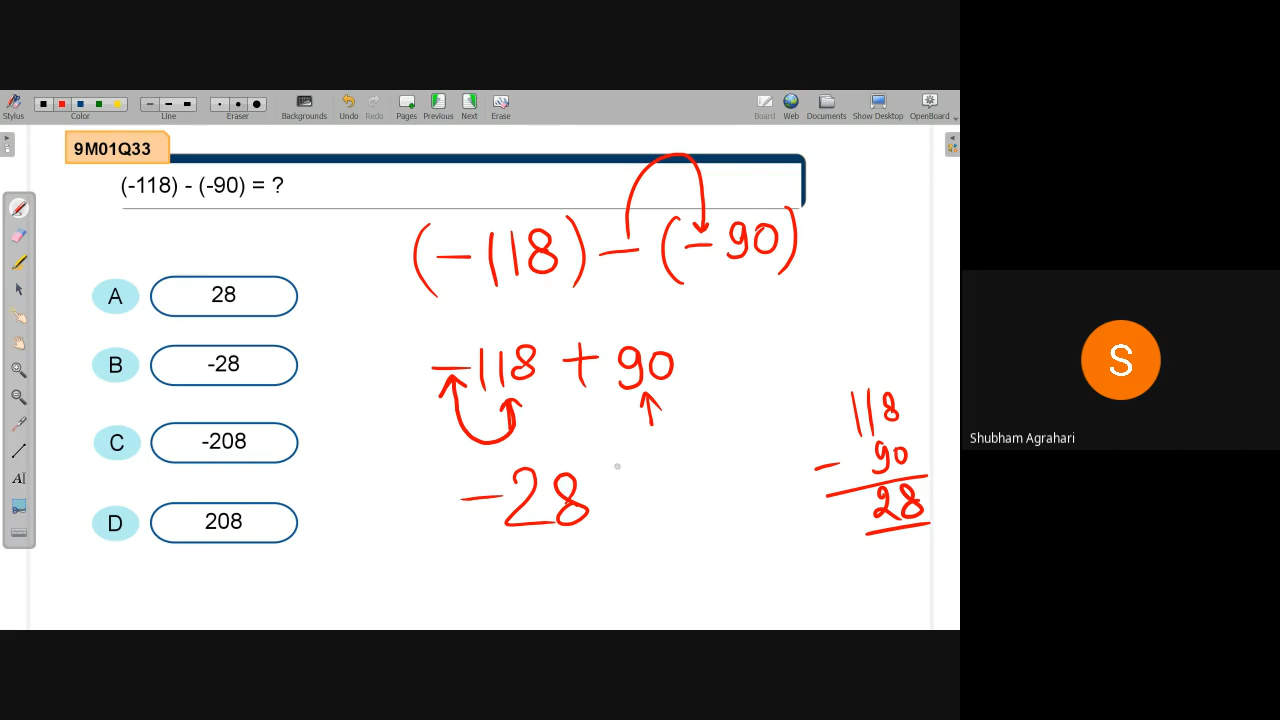 Stylus
Color
Line
Eraser
Backgrounds
Undo
Redo
Pages
Previous
Next
Erase
Board
Web
Documents
Show Desktop
OpenBoard
9M01Q33
(-118) - (-90) = ?
(-118) - (-90)
A 28
B -28
C -208
D 208
-118 + 90
-28
118
- 90
28
S
Shubham Agrahari